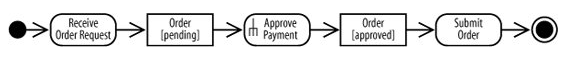 Receive
Order Request
Order
[pending]
Approve
Payment
Order
[approved]
Submit
Order